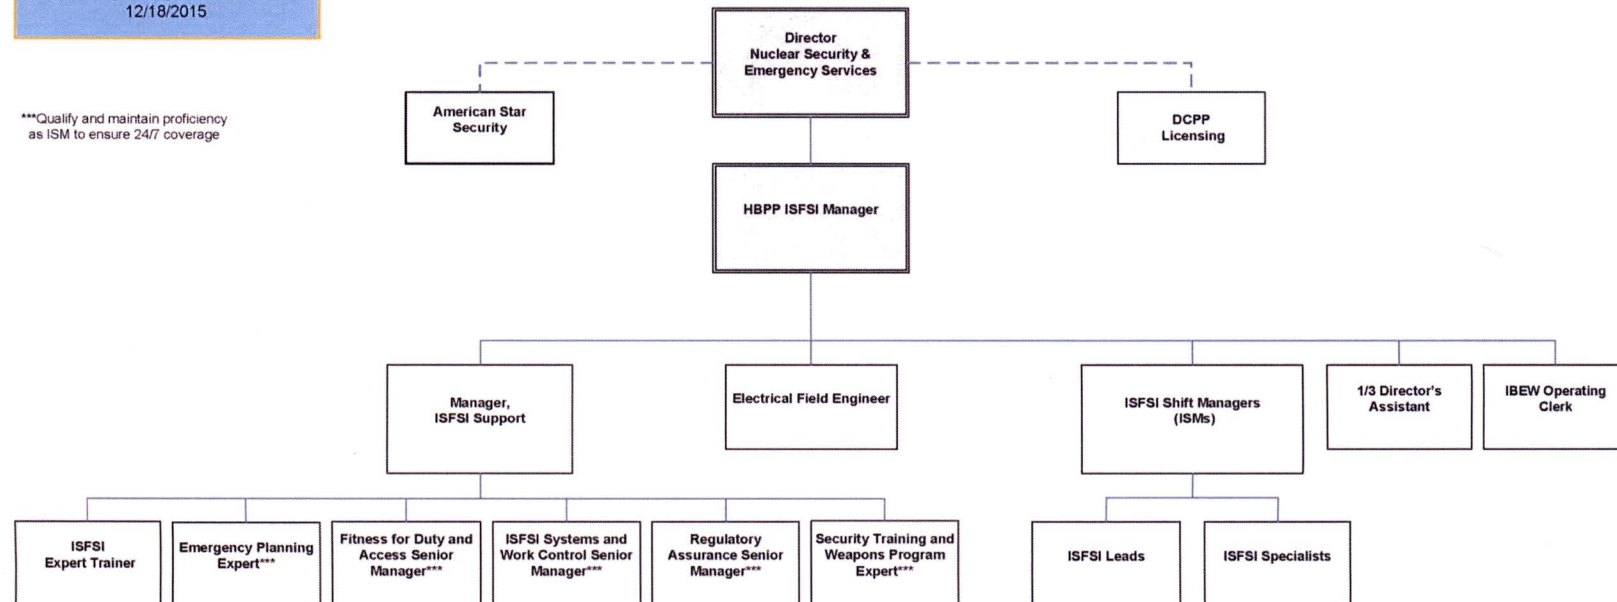 12/18/2015
***Qualify and maintain proficiency
as ISM to ensure 24/7 coverage
Director
Nuclear Security &
Emergency Services
American Star
Security
DCPP
Licensing
HBPP ISFSI Manager
Manager,
ISFSI Support
Electrical Field Engineer
ISFSI Shift Managers
(ISMs)
1/3 Director's
Assistant
IBEW Operating
Clerk
ISFSI
Expert Trainer
Emergency Planning
Expert***
Fitness for Duty and
Access Senior
Manager***
ISFSI Systems and
Work Control Senior
Manager***
Regulatory
Assurance Senior
Manager***
Security Training and
Weapons Program
Expert***
ISFSI Leads
ISFSI Specialists